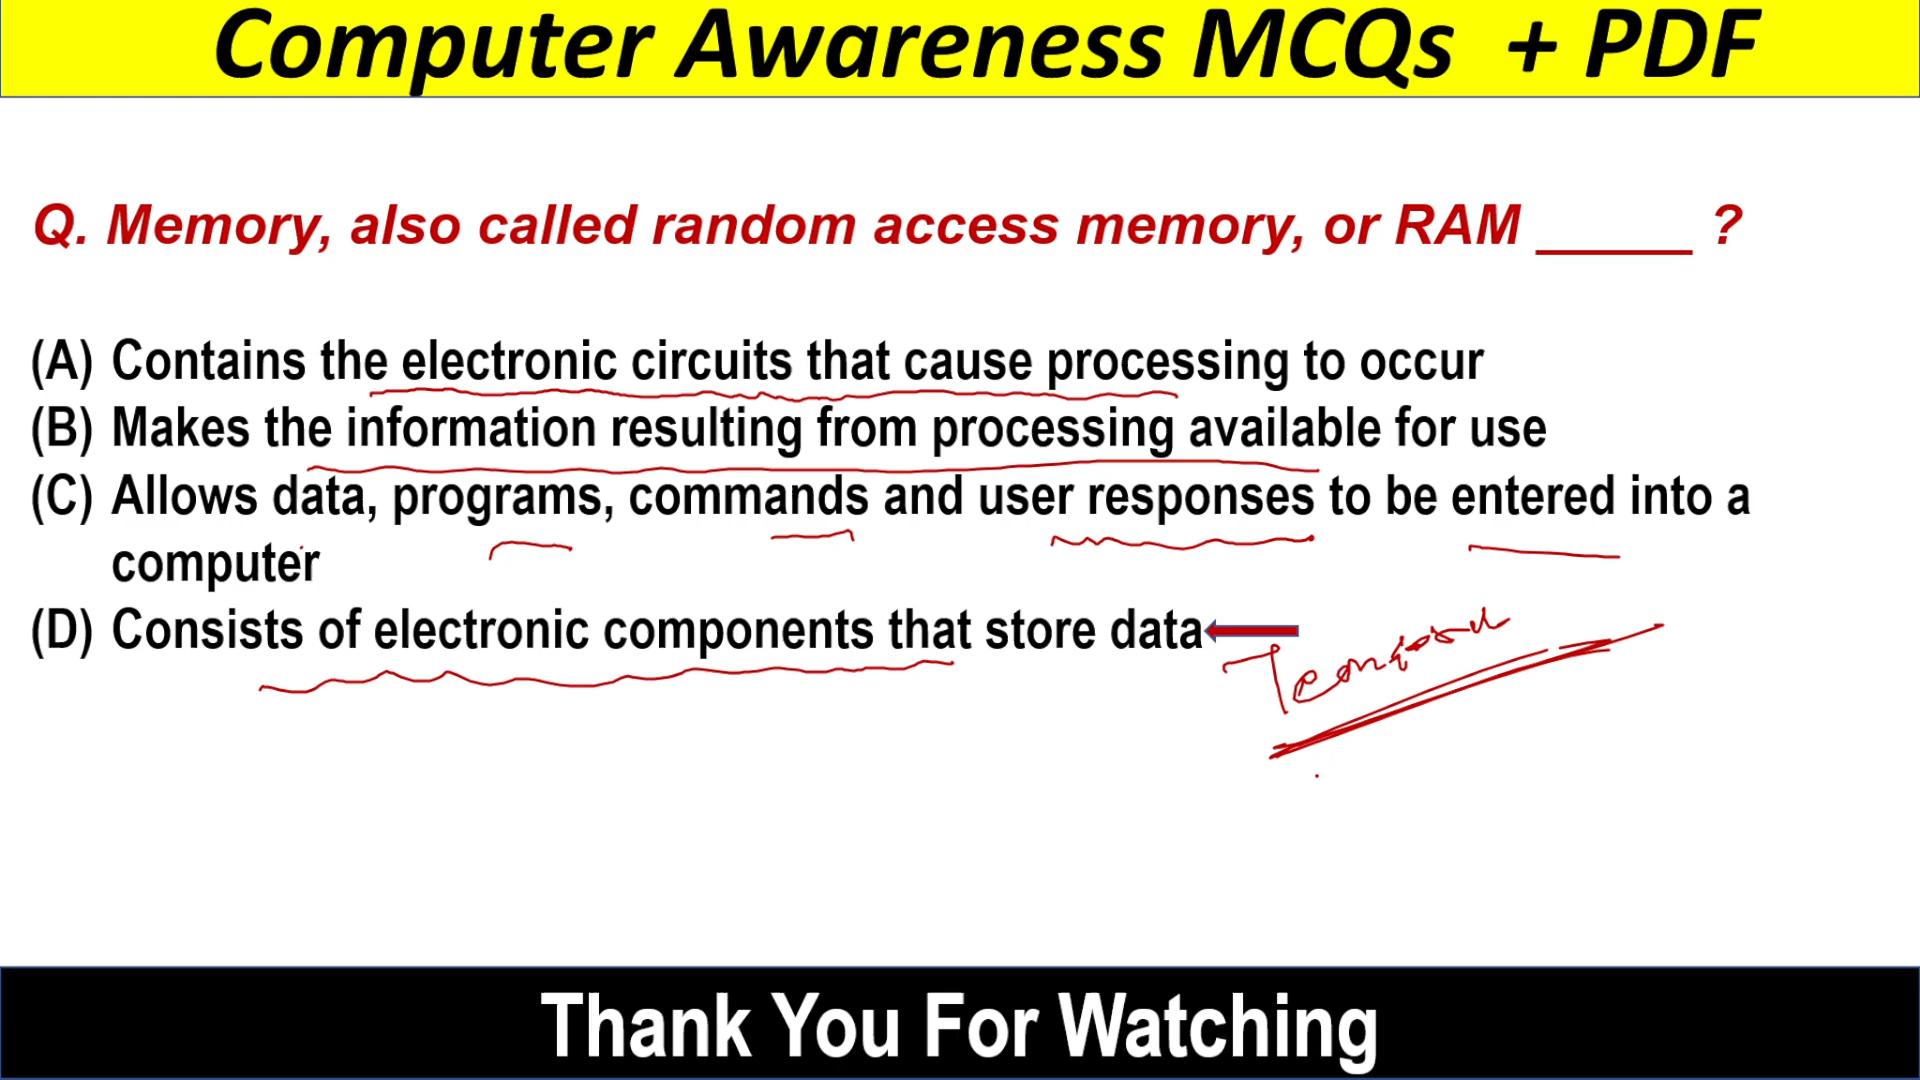 Computer Awareness MCQs + PDF
Q. Memory, also called random access memory, or RAM _____ ?
(A) Contains the electronic circuits that cause processing to occur
(B) Makes the information resulting from processing available for use
(C) Allows data, programs, commands and user responses to be entered into a
computer
(D) Consists of electronic components that store data
Thank You For Watching